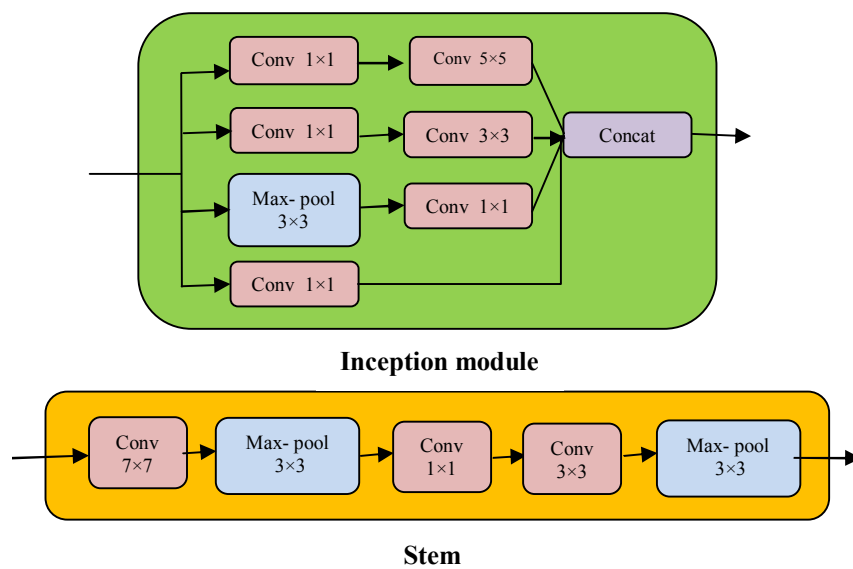 Conv 1×1
Conv 5×5
Conv 1×1
Conv 3×3
Concat
Max- pool
3×3
Conv 1×1
Conv 1×1
Inception module
Conv
7×7
Max- pool
3×3
Conv
1×1
Conv
3×3
Max- pool
3×3
Stem